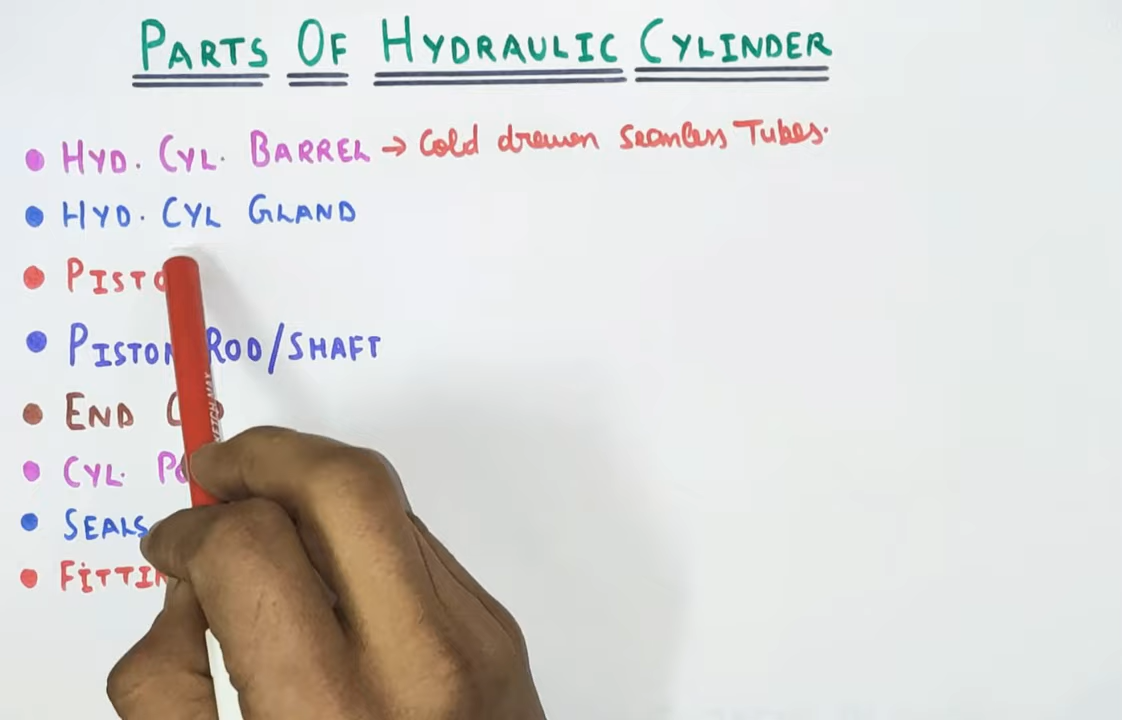 PARTS OF HYDRAULIC CYLINDER
HYD. CYL. BARREL → Cold drawn seamless Tubes.
HYD. CYL GLAND
PISTO
PISTON ROD/SHAFT
END
CYL.
SEALS
FITTIN